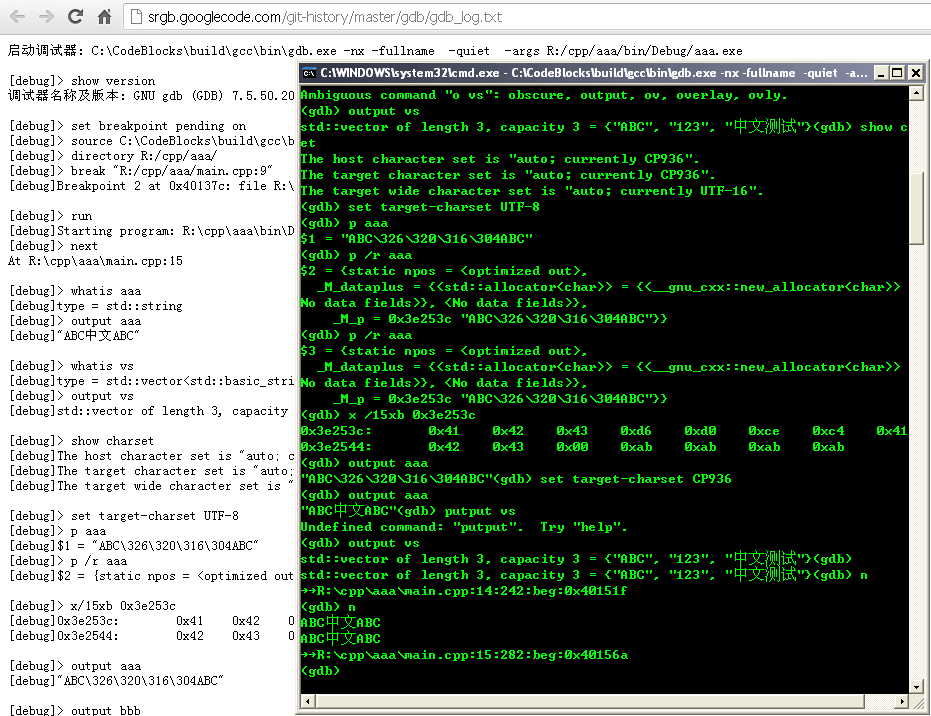 srgb.googlecode.com/git-history/master/gdb/gdb_log.txt
启动调试器: C:\CodeBlocks\build\gcc\bin\gdb.exe -nx -fullname -quiet -args R:/cpp/aaa/bin/Debug/aaa.exe
[debug]> show version
调试器名称及版本: GNU gdb (GDB) 7.5.50.20
[debug]> set breakpoint pending on
[debug]> source C:\CodeBlocks\build\gcc\b
[debug]> directory R:/cpp/aaa/
[debug]> break "R:/cpp/aaa/main.cpp:9"
[debug]Breakpoint 2 at 0x40137c: file R:\
[debug]> run
[debug]Starting program: R:\cpp\aaa\bin\D
[debug]> next
At R:\cpp\aaa\main.cpp:15
[debug]> whatis aaa
[debug]type = std::string
[debug]> output aaa
[debug]"ABC中文ABC"
[debug]> whatis vs
[debug]type = std::vector<std::basic_stri
[debug]> output vs
[debug]std::vector of length 3, capacity
[debug]> show charset
[debug]The host character set is "auto; c
[debug]The target character set is "auto;
[debug]The target wide character set is "
[debug]> set target-charset UTF-8
[debug]> p aaa
[debug]$1 = "ABC\326\320\316\304ABC"
[debug]> p /r aaa
[debug]$2 = {static npos = <optimized out
[debug]> x/15xb 0x3e253c
[debug]0x3e253c: 0x41 0x42 0
[debug]0x3e2544: 0x42 0x43 0
[debug]> output aaa
[debug]"ABC\326\320\316\304ABC"
[debug]> output bbb
C:\WINDOWS\system32\cmd.exe - C:\CodeBlocks\build\gcc\bin\gdb.exe -nx -fullname -quiet -a...
Ambiguous command "o vs": obscure, output, ov, overlay, ovly.
(gdb) output vs
std::vector of length 3, capacity 3 = {"ABC", "123", "中文测试"}(gdb) show c
et
The host character set is "auto; currently CP936".
The target character set is "auto; currently CP936".
The target wide character set is "auto; currently UTF-16".
(gdb) set target-charset UTF-8
(gdb) p aaa
$1 = "ABC\326\320\316\304ABC"
(gdb) p /r aaa
$2 = {static npos = <optimized out>,
_M_dataplus = {<std::allocator<char>> = {<__gnu_cxx::new_allocator<char>>
No data fields>}, <No data fields>},
_M_p = 0x3e253c "ABC\326\320\316\304ABC"}}
(gdb) p /r aaa
$3 = {static npos = <optimized out>,
_M_dataplus = {<std::allocator<char>> = {<__gnu_cxx::new_allocator<char>>
No data fields>}, <No data fields>},
_M_p = 0x3e253c "ABC\326\320\316\304ABC"}}
(gdb) x /15xb 0x3e253c
0x3e253c: 0x41 0x42 0x43 0xd6 0xd0 0xce 0xc4 0x41
0x3e2544: 0x42 0x43 0x00 0xab 0xab 0xab 0xab
(gdb) output aaa
"ABC\326\320\316\304ABC"(gdb) set target-charset CP936
(gdb) output aaa
"ABC中文ABC"(gdb) putput vs
Undefined command: "putput". Try "help".
(gdb) output vs
std::vector of length 3, capacity 3 = {"ABC", "123", "中文测试"}(gdb)
std::vector of length 3, capacity 3 = {"ABC", "123", "中文测试"}(gdb) n
→→R:\cpp\aaa\main.cpp:14:242:beg:0x40151f
(gdb) n
ABC中文ABC
ABC中文ABC
→→R:\cpp\aaa\main.cpp:15:282:beg:0x40156a
(gdb)